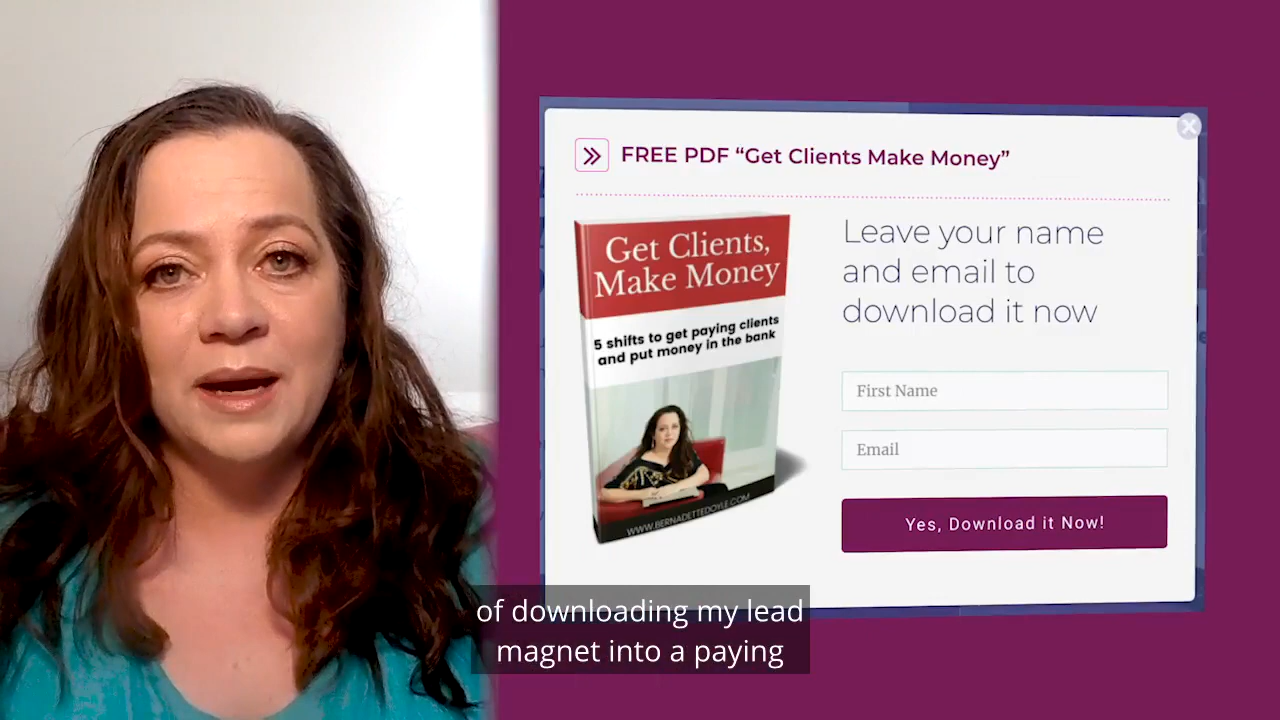 FREE PDF “Get Clients Make Money”
Get Clients,
Make Money
5 shifts to get paying clients
and put money in the bank
WWW.BERNADETTEDOYLE.COM
Leave your name
and email to
download it now
First Name
Email
Yes, Download it Now!
of downloading my lead
magnet into a paying